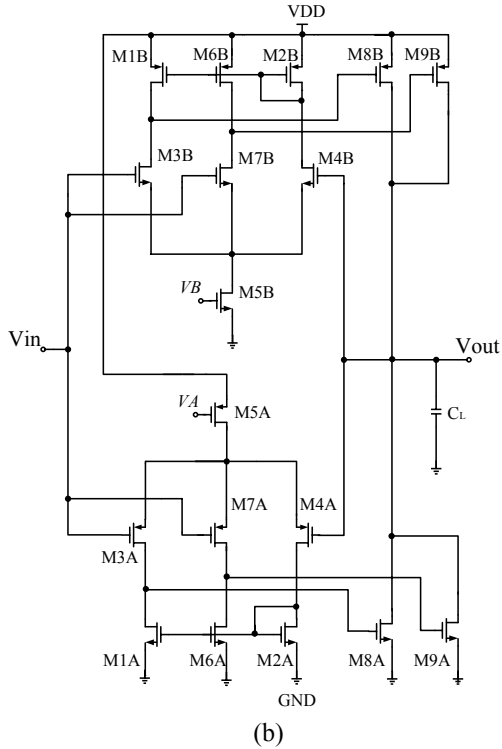 VDD
M1B M6B M2B M8B M9B
M3B M7B M4B
VB M5B
Vin
Vout
VA M5A
CL
M7A M4A
M3A
M1A M6A M2A M8A M9A
GND
(b)